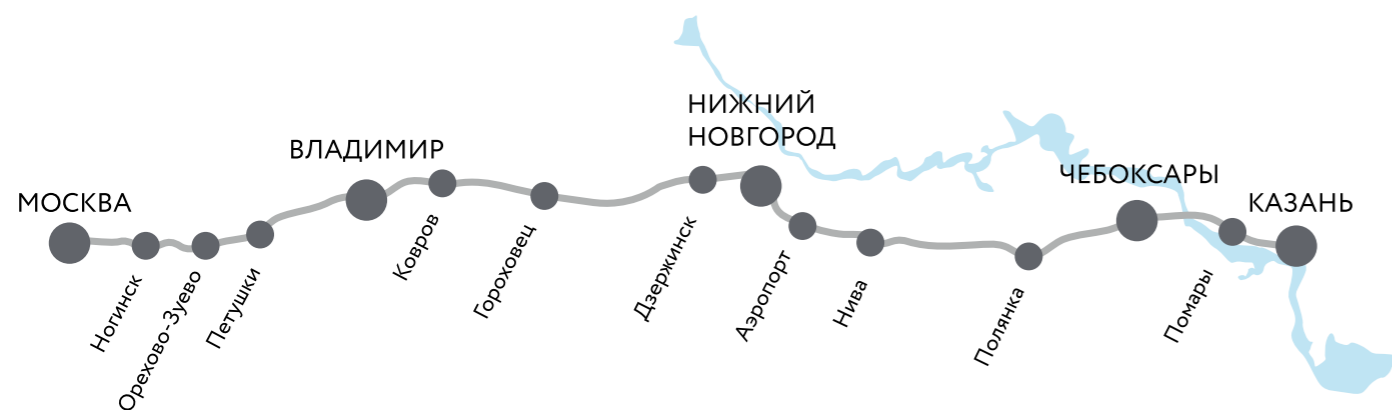 МОСКВА
Ногинск
Орехово-Зуево
Петушки
ВЛАДИМИР
Ковров
Гороховец
Дзержинск
НИЖНИЙ
НОВГОРОД
Аэропорт
Нива
Полянка
ЧЕБОКСАРЫ
Помары
КАЗАНЬ